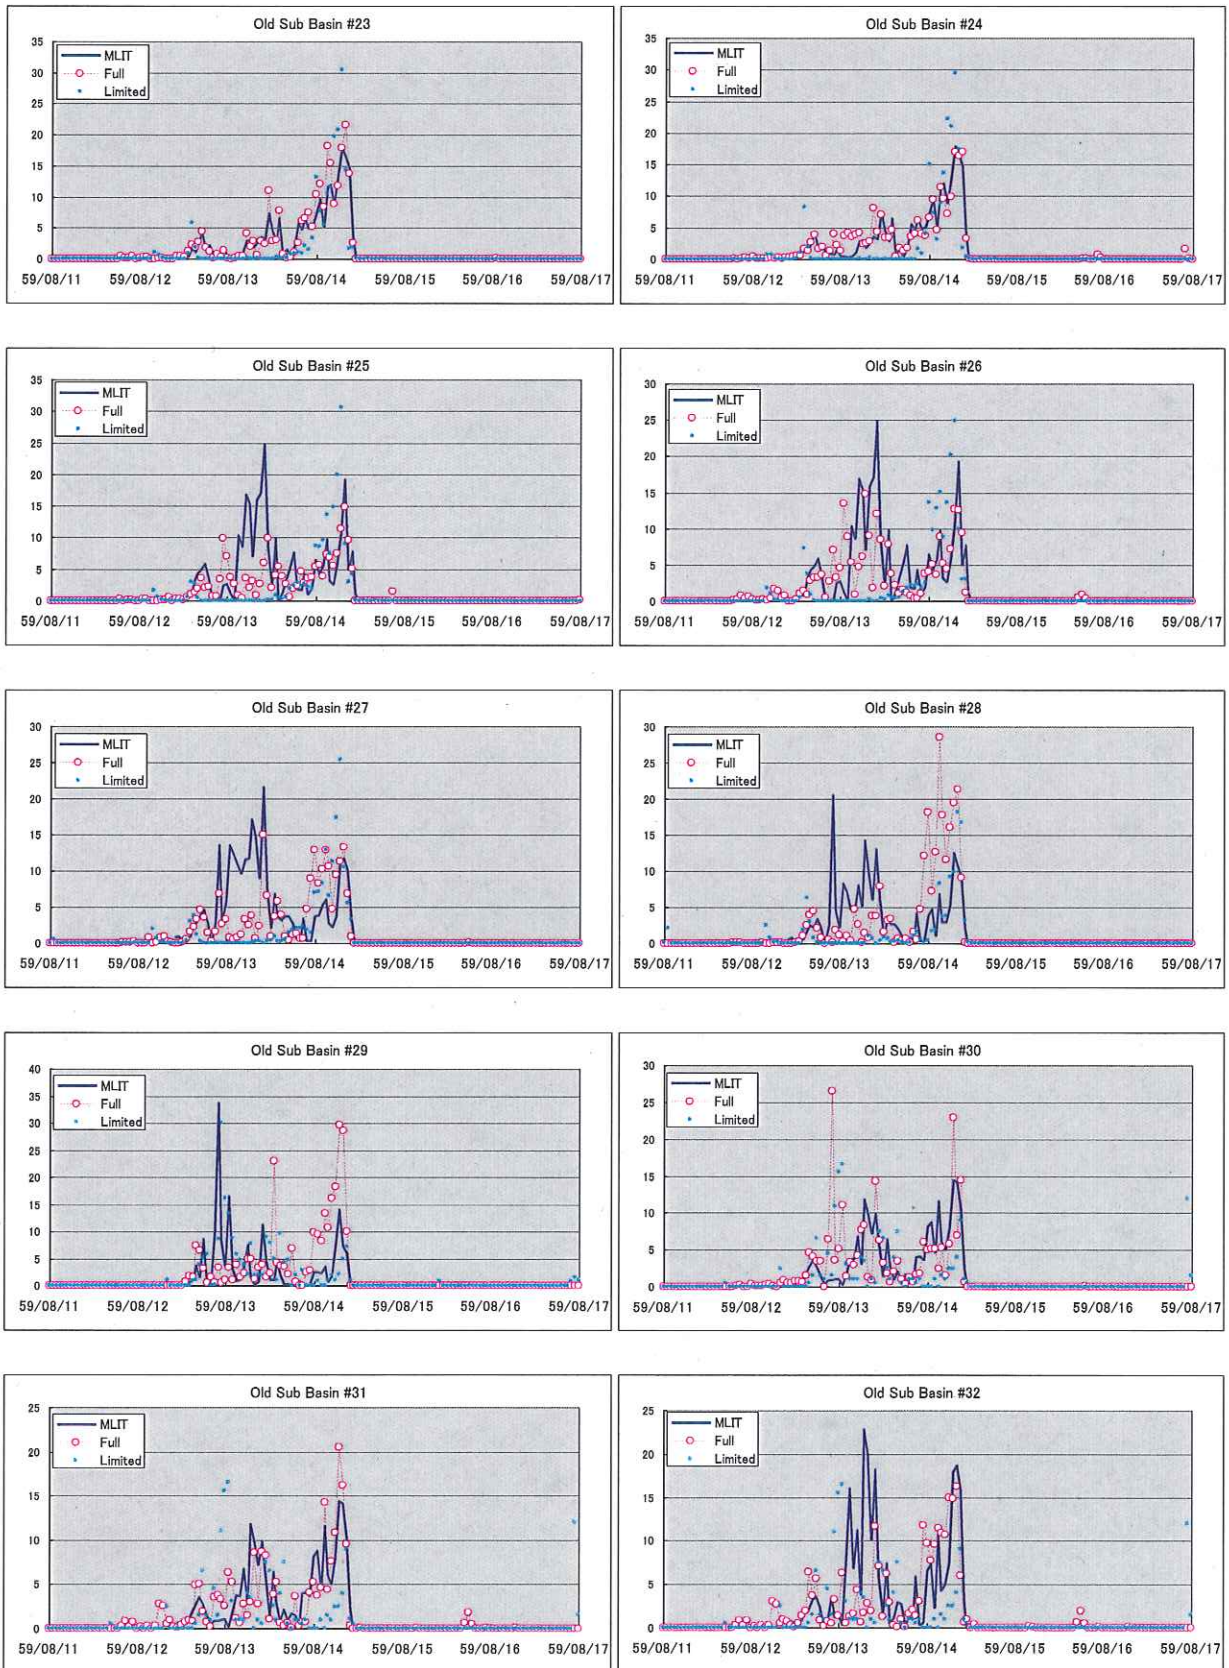 Old Sub Basin #23
35
30
25
20
15
10
5
0
MLIT
Full
Limited
59/08/11 59/08/12 59/08/13 59/08/14 59/08/15 59/08/16 59/08/17
Old Sub Basin #24
35
30
25
20
15
10
5
0
MLIT
Full
Limited
59/08/11 59/08/12 59/08/13 59/08/14 59/08/15 59/08/16 59/08/17
Old Sub Basin #25
35
30
25
20
15
10
5
0
MLIT
Full
Limited
59/08/11 59/08/12 59/08/13 59/08/14 59/08/15 59/08/16 59/08/17
Old Sub Basin #26
30
25
20
15
10
5
0
MLIT
Full
Limited
59/08/11 59/08/12 59/08/13 59/08/14 59/08/15 59/08/16 59/08/17
Old Sub Basin #27
30
25
20
15
10
5
0
MLIT
Full
Limited
59/08/11 59/08/12 59/08/13 59/08/14 59/08/15 59/08/16 59/08/17
Old Sub Basin #28
30
25
20
15
10
5
0
MLIT
Full
Limited
59/08/11 59/08/12 59/08/13 59/08/14 59/08/15 59/08/16 59/08/17
Old Sub Basin #29
40
35
30
25
20
15
10
5
0
MLIT
Full
Limited
59/08/11 59/08/12 59/08/13 59/08/14 59/08/15 59/08/16 59/08/17
Old Sub Basin #30
30
25
20
15
10
5
0
MLIT
Full
Limited
59/08/11 59/08/12 59/08/13 59/08/14 59/08/15 59/08/16 59/08/17
Old Sub Basin #31
25
20
15
10
5
0
MLIT
Full
Limited
59/08/11 59/08/12 59/08/13 59/08/14 59/08/15 59/08/16 59/08/17
Old Sub Basin #32
25
20
15
10
5
0
MLIT
Full
Limited
59/08/11 59/08/12 59/08/13 59/08/14 59/08/15 59/08/16 59/08/17